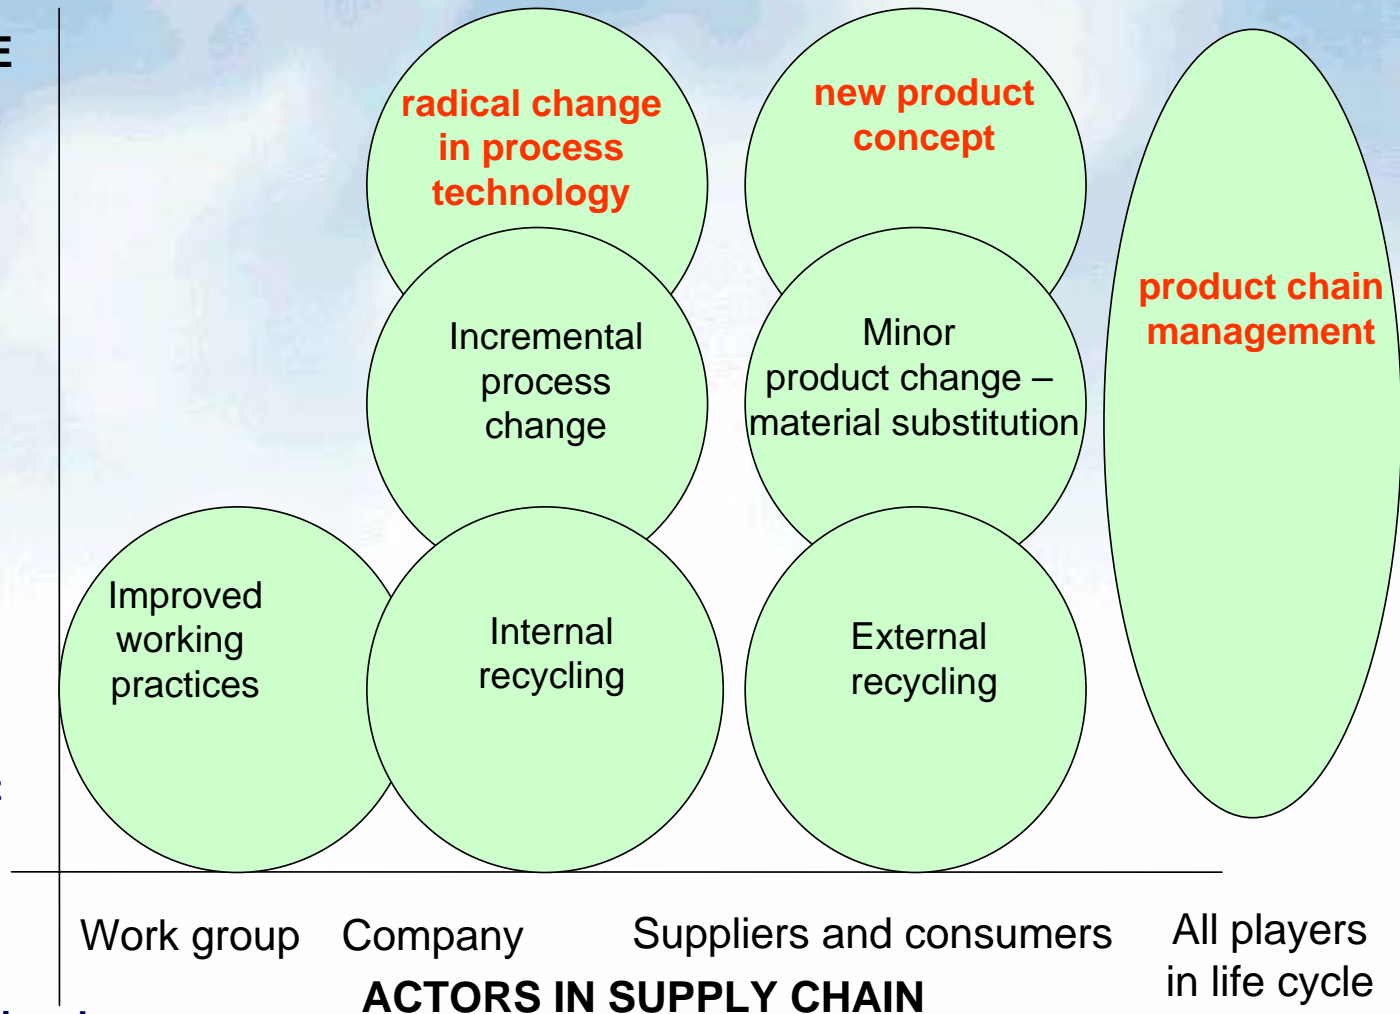 radical change
in process
technology
new product
concept
product chain
management
Incremental
process
change
Minor
product change –
material substitution
Improved
working
practices
Internal
recycling
External
recycling
Work group
Company
Suppliers and consumers
All players
in life cycle
ACTORS IN SUPPLY CHAIN